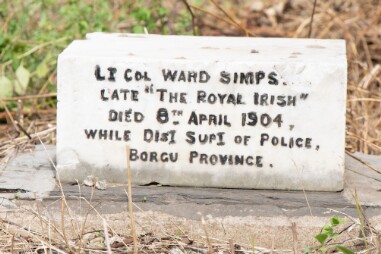 LT COL WARD SIMPS..
LATE "THE ROYAL IRISH"
DIED 8TH APRIL 1904,
WHILE DIST SUPT OF POLICE,
BORGU PROVINCE.